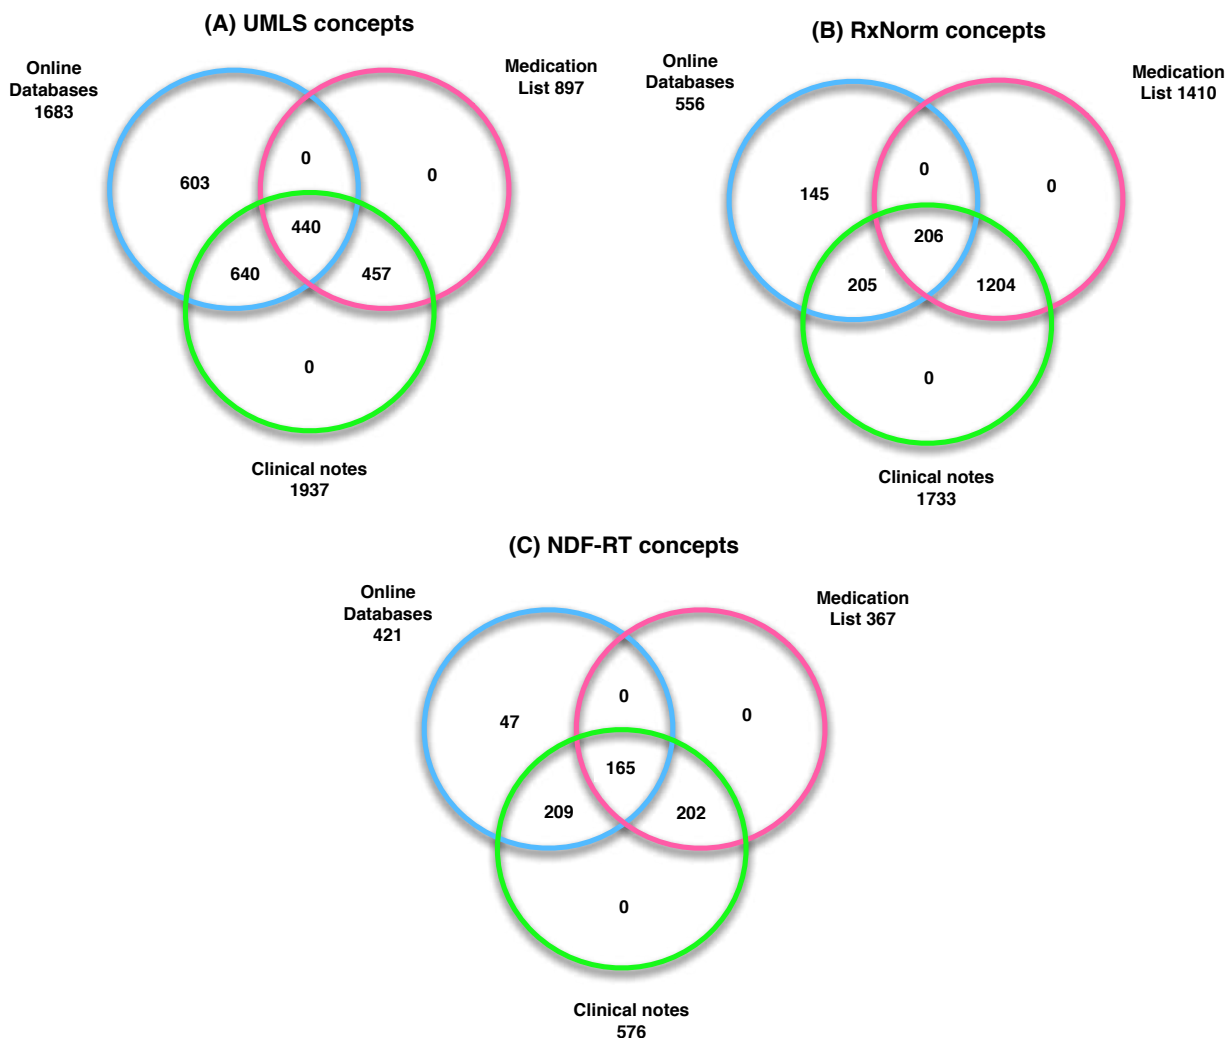 (A) UMLS concepts
Online
Databases
1683
Medication
List 897
0
603
0
440
640
457
0
Clinical notes
1937
(B) RxNorm concepts
Online
Databases
556
Medication
List 1410
0
145
0
206
205
1204
0
Clinical notes
1733
(C) NDF-RT concepts
Online
Databases
421
Medication
List 367
0
47
0
165
209
202
0
Clinical notes
576